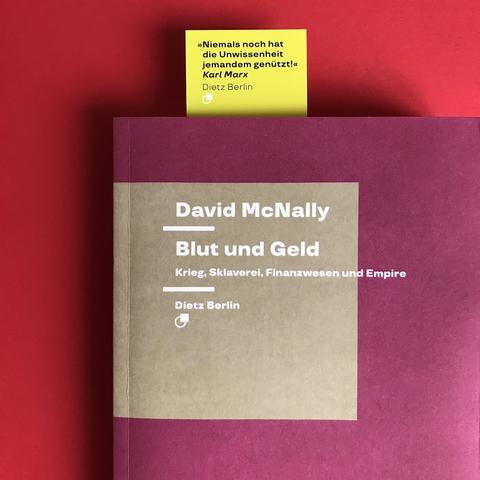 »Niemals noch hat
die Unwissenheit
jemandem genützt!«
Karl Marx
Dietz Berlin
David McNally
Blut und Geld
Krieg, Sklaverei, Finanzwesen und Empire
Dietz Berlin